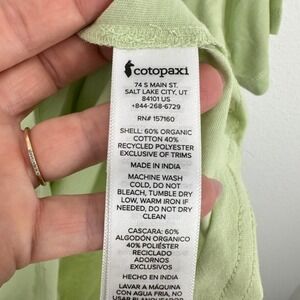 cotopaxi
74 S MAIN ST.
SALT LAKE CITY, UT
84101 US
+844-268-6729
RN# 157160
SHELL: 60% ORGANIC
COTTON 40%
RECYCLED POLYESTER
EXCLUSIVE OF TRIMS
MADE IN INDIA
MACHINE WASH
COLD, DO NOT
BLEACH, TUMBLE DRY
LOW, WARM IRON IF
NEEDED, DO NOT DRY
CLEAN
CASCARA: 60%
ALGODÓN ORGANICO
40% POLIÉSTER
RECICLADO
ADORNOS
EXCLUSIVOS
HECHO EN INDIA
LAVAR A MÁQUINA
CON AGUA FRIA, NO
USAR BLANQUEADOR